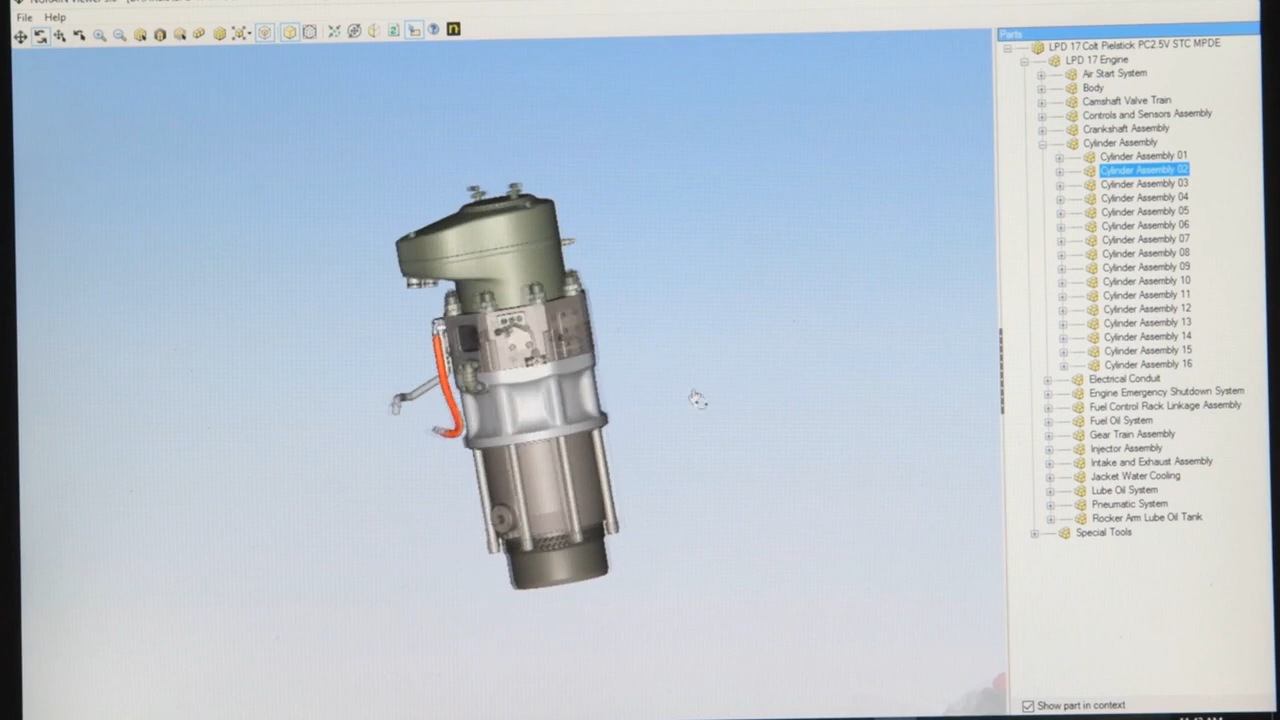 File Help
Parts
LPD 17 Colt Pielstick PC2.5V STC MPDE
LPD 17 Engine
Air Start System
Body
Camshaft Valve Train
Controls and Sensors Assembly
Crankshaft Assembly
Cylinder Assembly
Cylinder Assembly 01
Cylinder Assembly 02
Cylinder Assembly 03
Cylinder Assembly 04
Cylinder Assembly 05
Cylinder Assembly 06
Cylinder Assembly 07
Cylinder Assembly 08
Cylinder Assembly 09
Cylinder Assembly 10
Cylinder Assembly 11
Cylinder Assembly 12
Cylinder Assembly 13
Cylinder Assembly 14
Cylinder Assembly 15
Cylinder Assembly 16
Electrical Conduit
Engine Emergency Shutdown System
Fuel Control Rack Linkage Assembly
Fuel Oil System
Gear Train Assembly
Injector Assembly
Intake and Exhaust Assembly
Jacket Water Cooling
Lube Oil System
Pneumatic System
Rocker Arm Lube Oil Tank
Special Tools
Show part in context